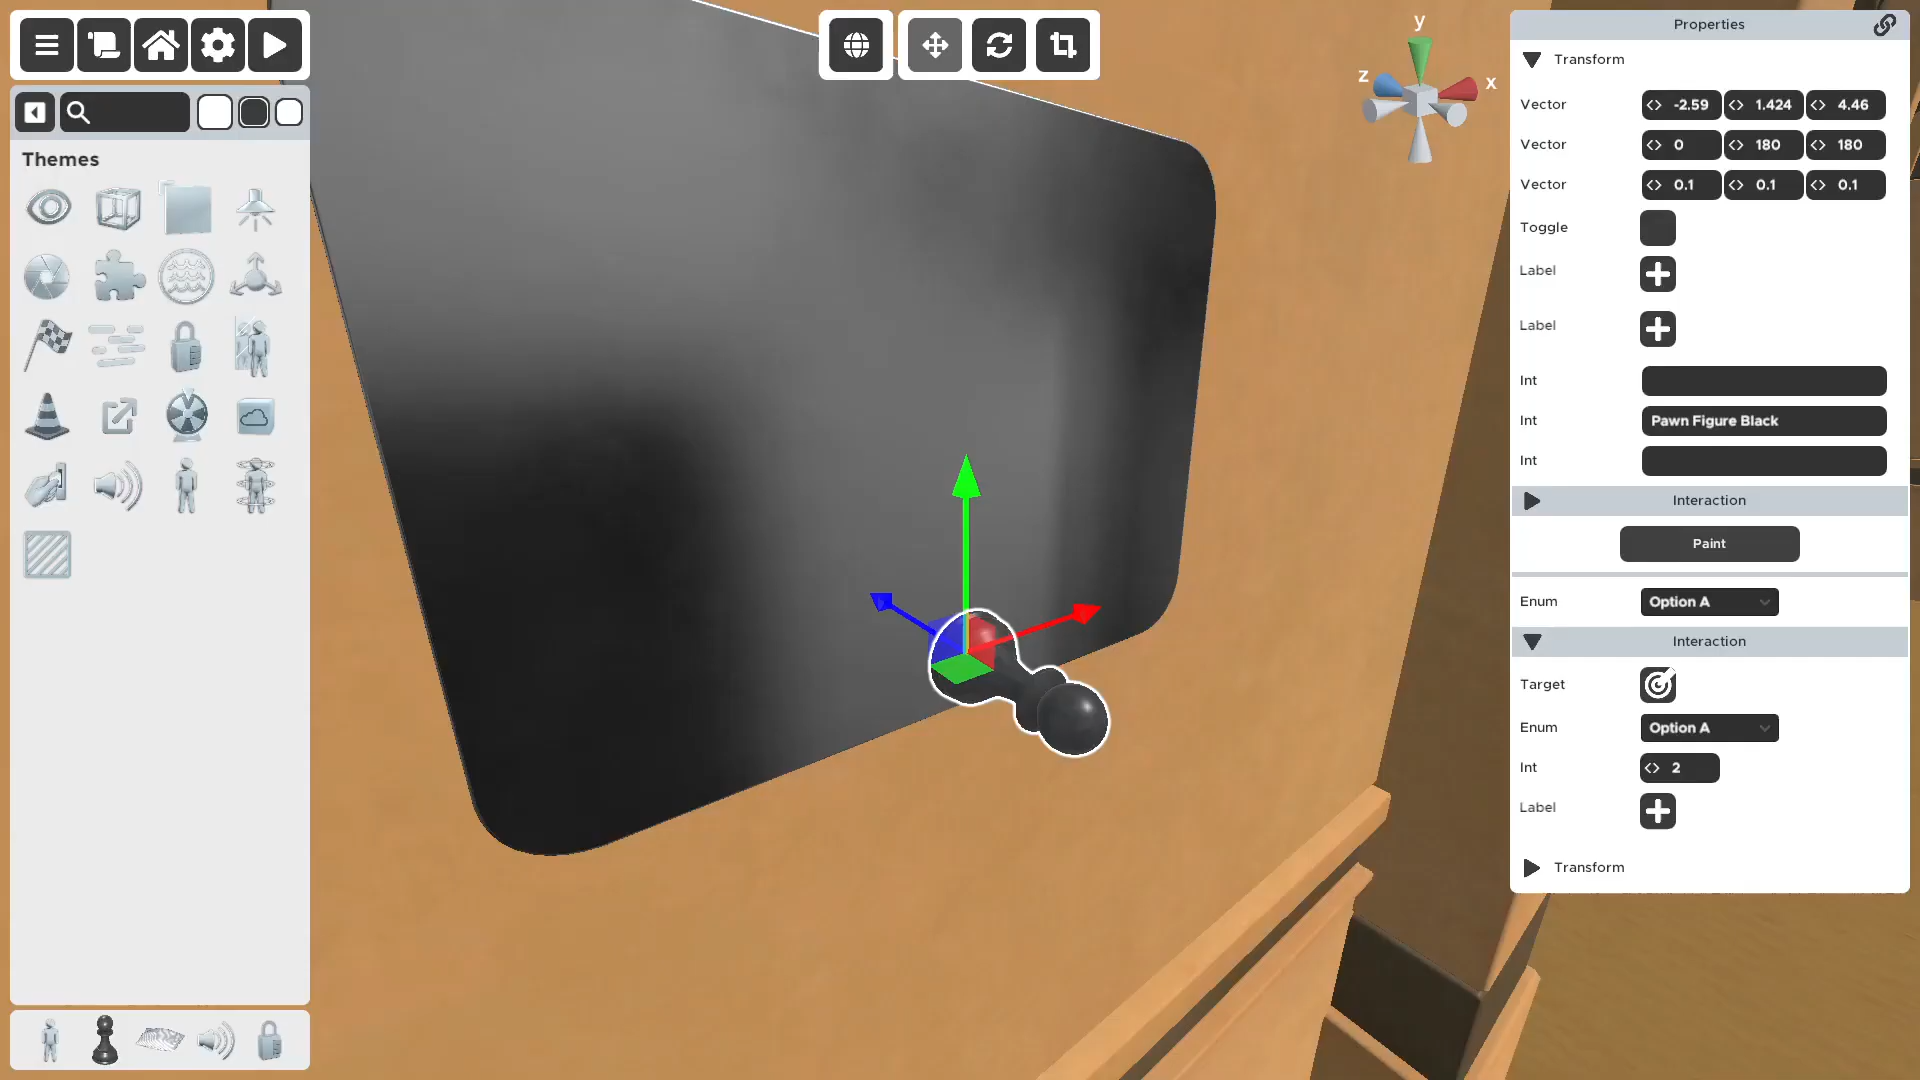 Themes
y
z
x
Properties
Transform
Vector <> -2.59 <> 1.424 <> 4.46
Vector <> 0 <> 180 <> 180
Vector <> 0.1 <> 0.1 <> 0.1
Toggle
Label
Label
Int
Int Pawn Figure Black
Int
Interaction
Paint
Enum Option A
Interaction
Target
Enum Option A
Int <> 2
Label
Transform